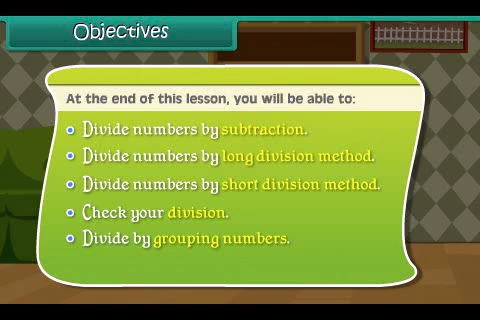 Objectives
At the end of this lesson, you will be able to:
Divide numbers by subtraction.
Divide numbers by long division method.
Divide numbers by short division method.
Check your division.
Divide by grouping numbers.